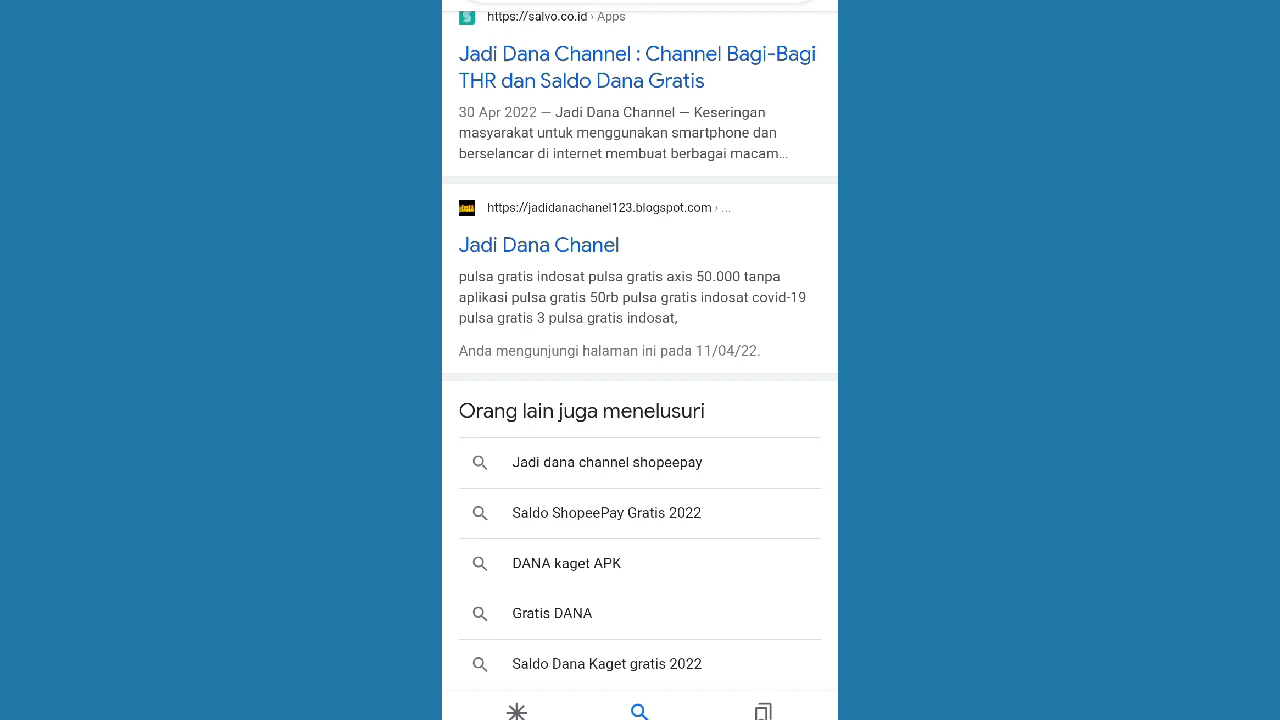 https://salvo.co.id › Apps
Jadi Dana Channel : Channel Bagi-Bagi
THR dan Saldo Dana Gratis
30 Apr 2022 — Jadi Dana Channel — Keseringan
masyarakat untuk menggunakan smartphone dan
berselancar di internet membuat berbagai macam...
https://jadidanachanel123.blogspot.com › ...
Jadi Dana Chanel
pulsa gratis indosat pulsa gratis axis 50.000 tanpa
aplikasi pulsa gratis 50rb pulsa gratis indosat covid-19
pulsa gratis 3 pulsa gratis indosat,
Anda mengunjungi halaman ini pada 11/04/22.
Orang lain juga menelusuri
Jadi dana channel shopeepay
Saldo ShopeePay Gratis 2022
DANA kaget APK
Gratis DANA
Saldo Dana Kaget gratis 2022